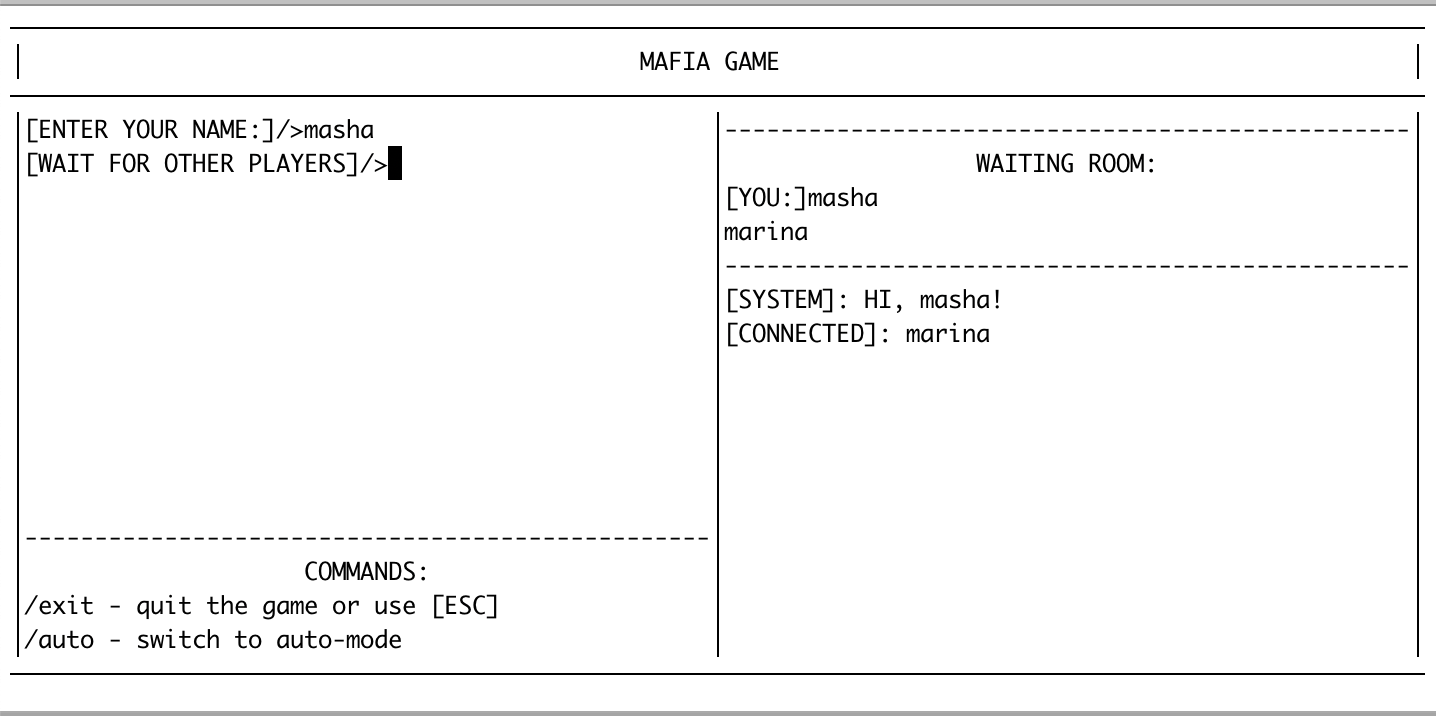 MAFIA GAME
[ENTER YOUR NAME:]/>masha
[WAIT FOR OTHER PLAYERS]/>
------------------------------------------------
COMMANDS:
/exit - quit the game or use [ESC]
/auto - switch to auto-mode
------------------------------------------------
WAITING ROOM:
[YOU:]masha
marina
------------------------------------------------
[SYSTEM]: HI, masha!
[CONNECTED]: marina